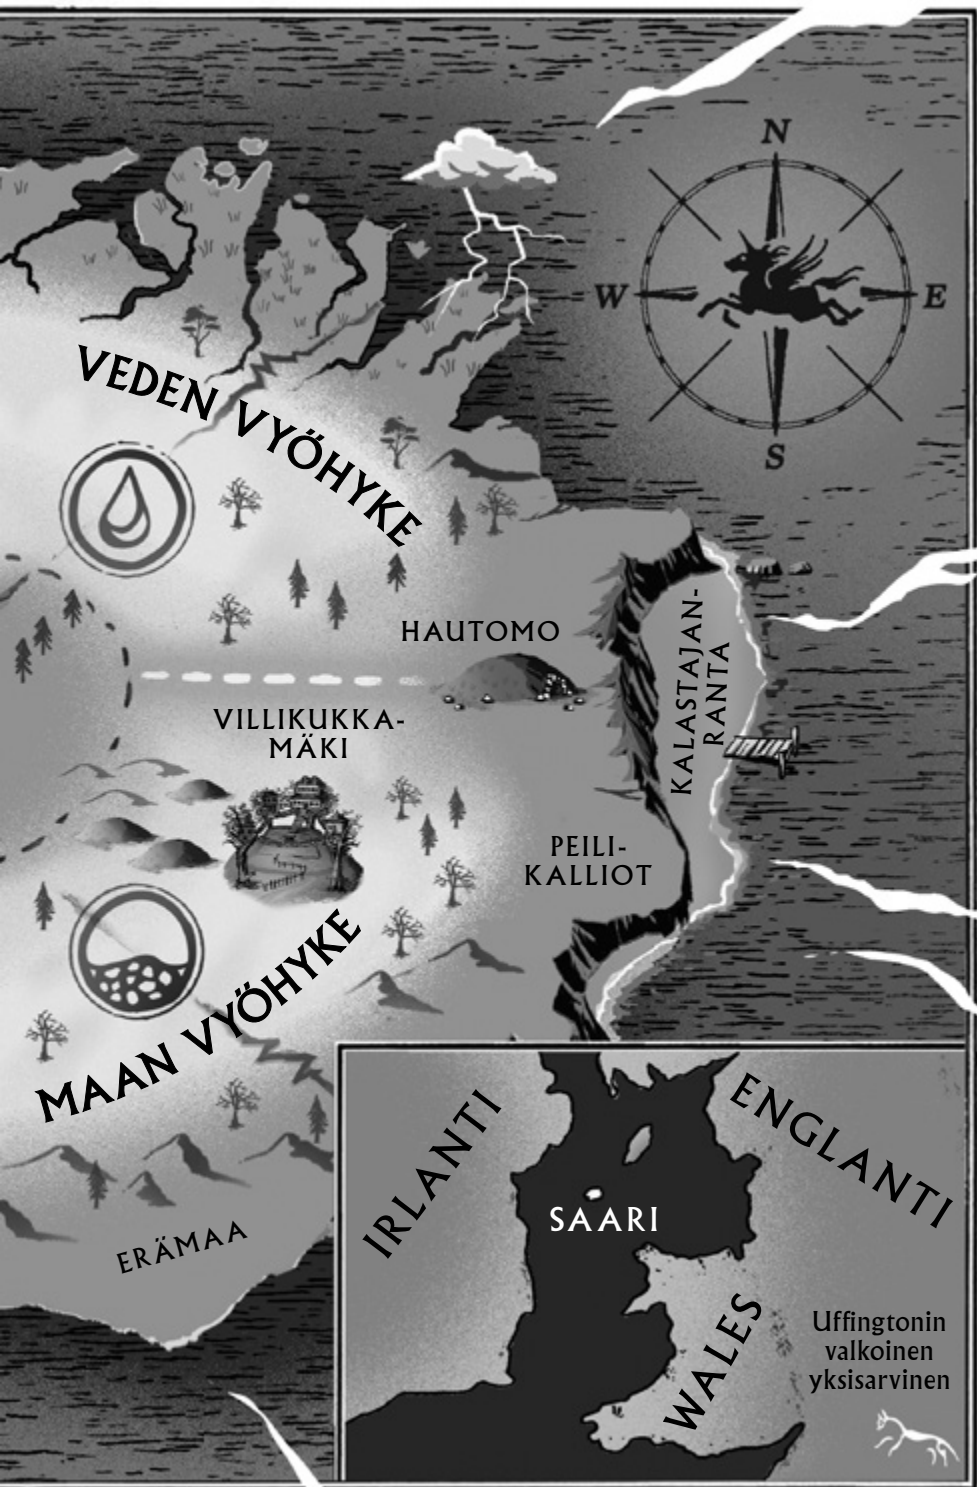 N
W
E
S
VEDEN VYÖHYKE
HAUTOMO
KALASTAJAN-
RANTA
VILLIKUKKA-
MÄKI
PEILI-
KALLIOT
MAAN VYÖHYKE
ERÄMAA
IRLANTI
ENGLANTI
SAARI
WALES
Uffingtonin
valkoinen
yksisarvinen